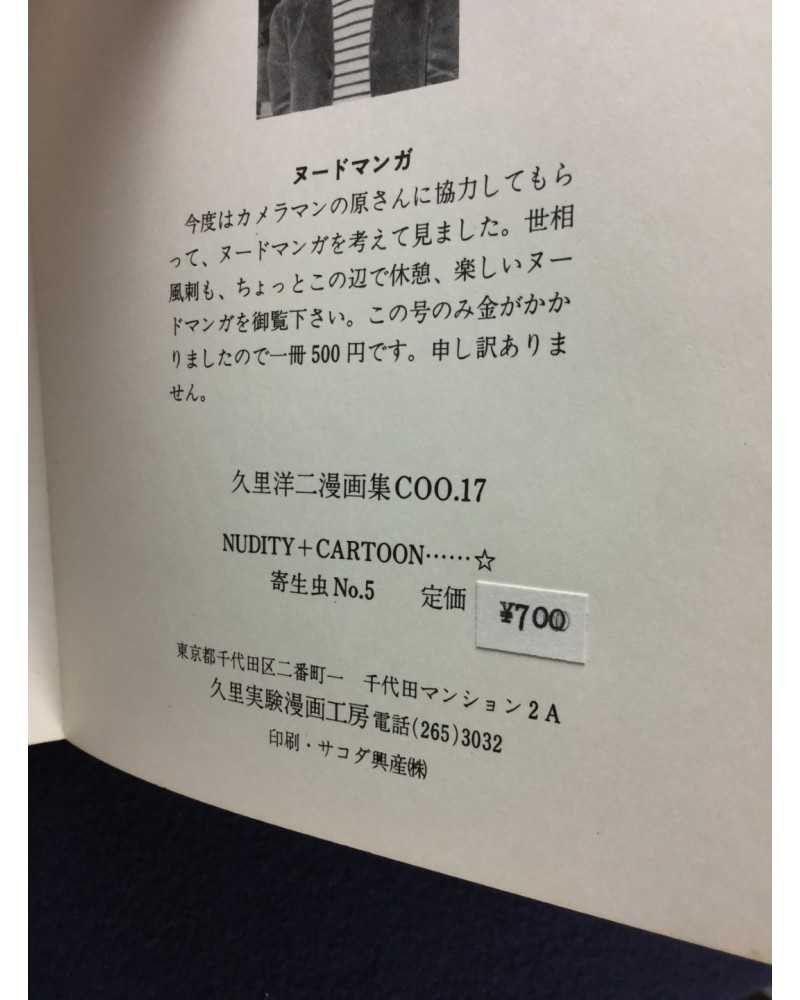 ヌードマンガ
今度はカメラマンの原さんに協力してもら
って、ヌードマンガを考えて見ました。世相
風刺も、ちょっとこの辺で休憩、楽しいヌー
ドマンガを御覧下さい。この号のみ金がかか
りましたので一冊500円です。申し訳ありま
せん。
久里洋二漫画集COO.17
NUDITY+CARTOON……☆
寄生虫No.5 定価 ¥700
東京都千代田区二番町一 千代田マンション2A
久里実験漫画工房電話(265)3032
印刷・サコダ興産㈱